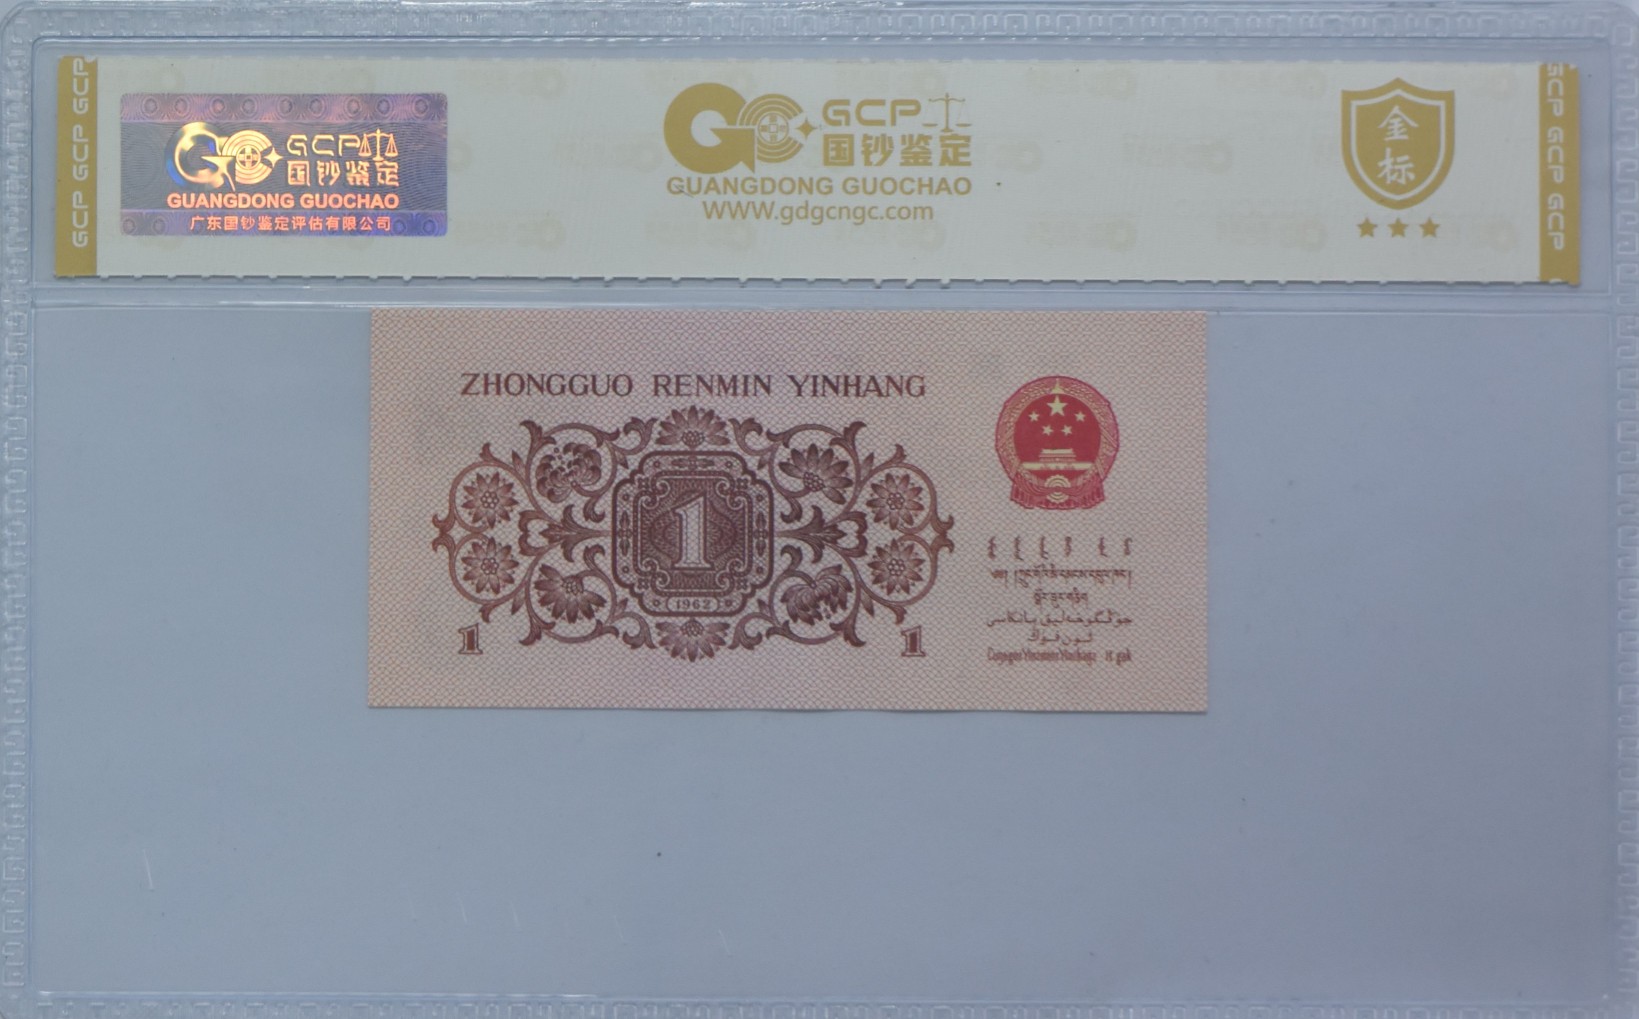 GCP GCP GCP
GCP
国钞鉴定
GUANGDONG GUOCHAO
广东国钞鉴定评估有限公司
GCP
国钞鉴定
GUANGDONG GUOCHAO
WWW.gdgcngc.com
金
标
GCP GCP GCP
ZHONGGUO RENMIN YINHANG
1
(1962)
1
1